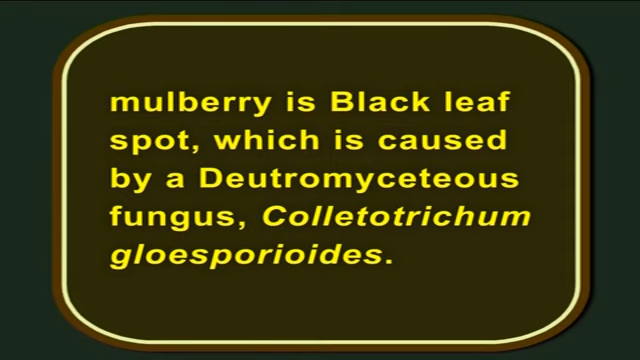 mulberry is Black leaf
spot, which is caused
by a Deutromyceteous
fungus, Colletotrichum
gloesporioides.